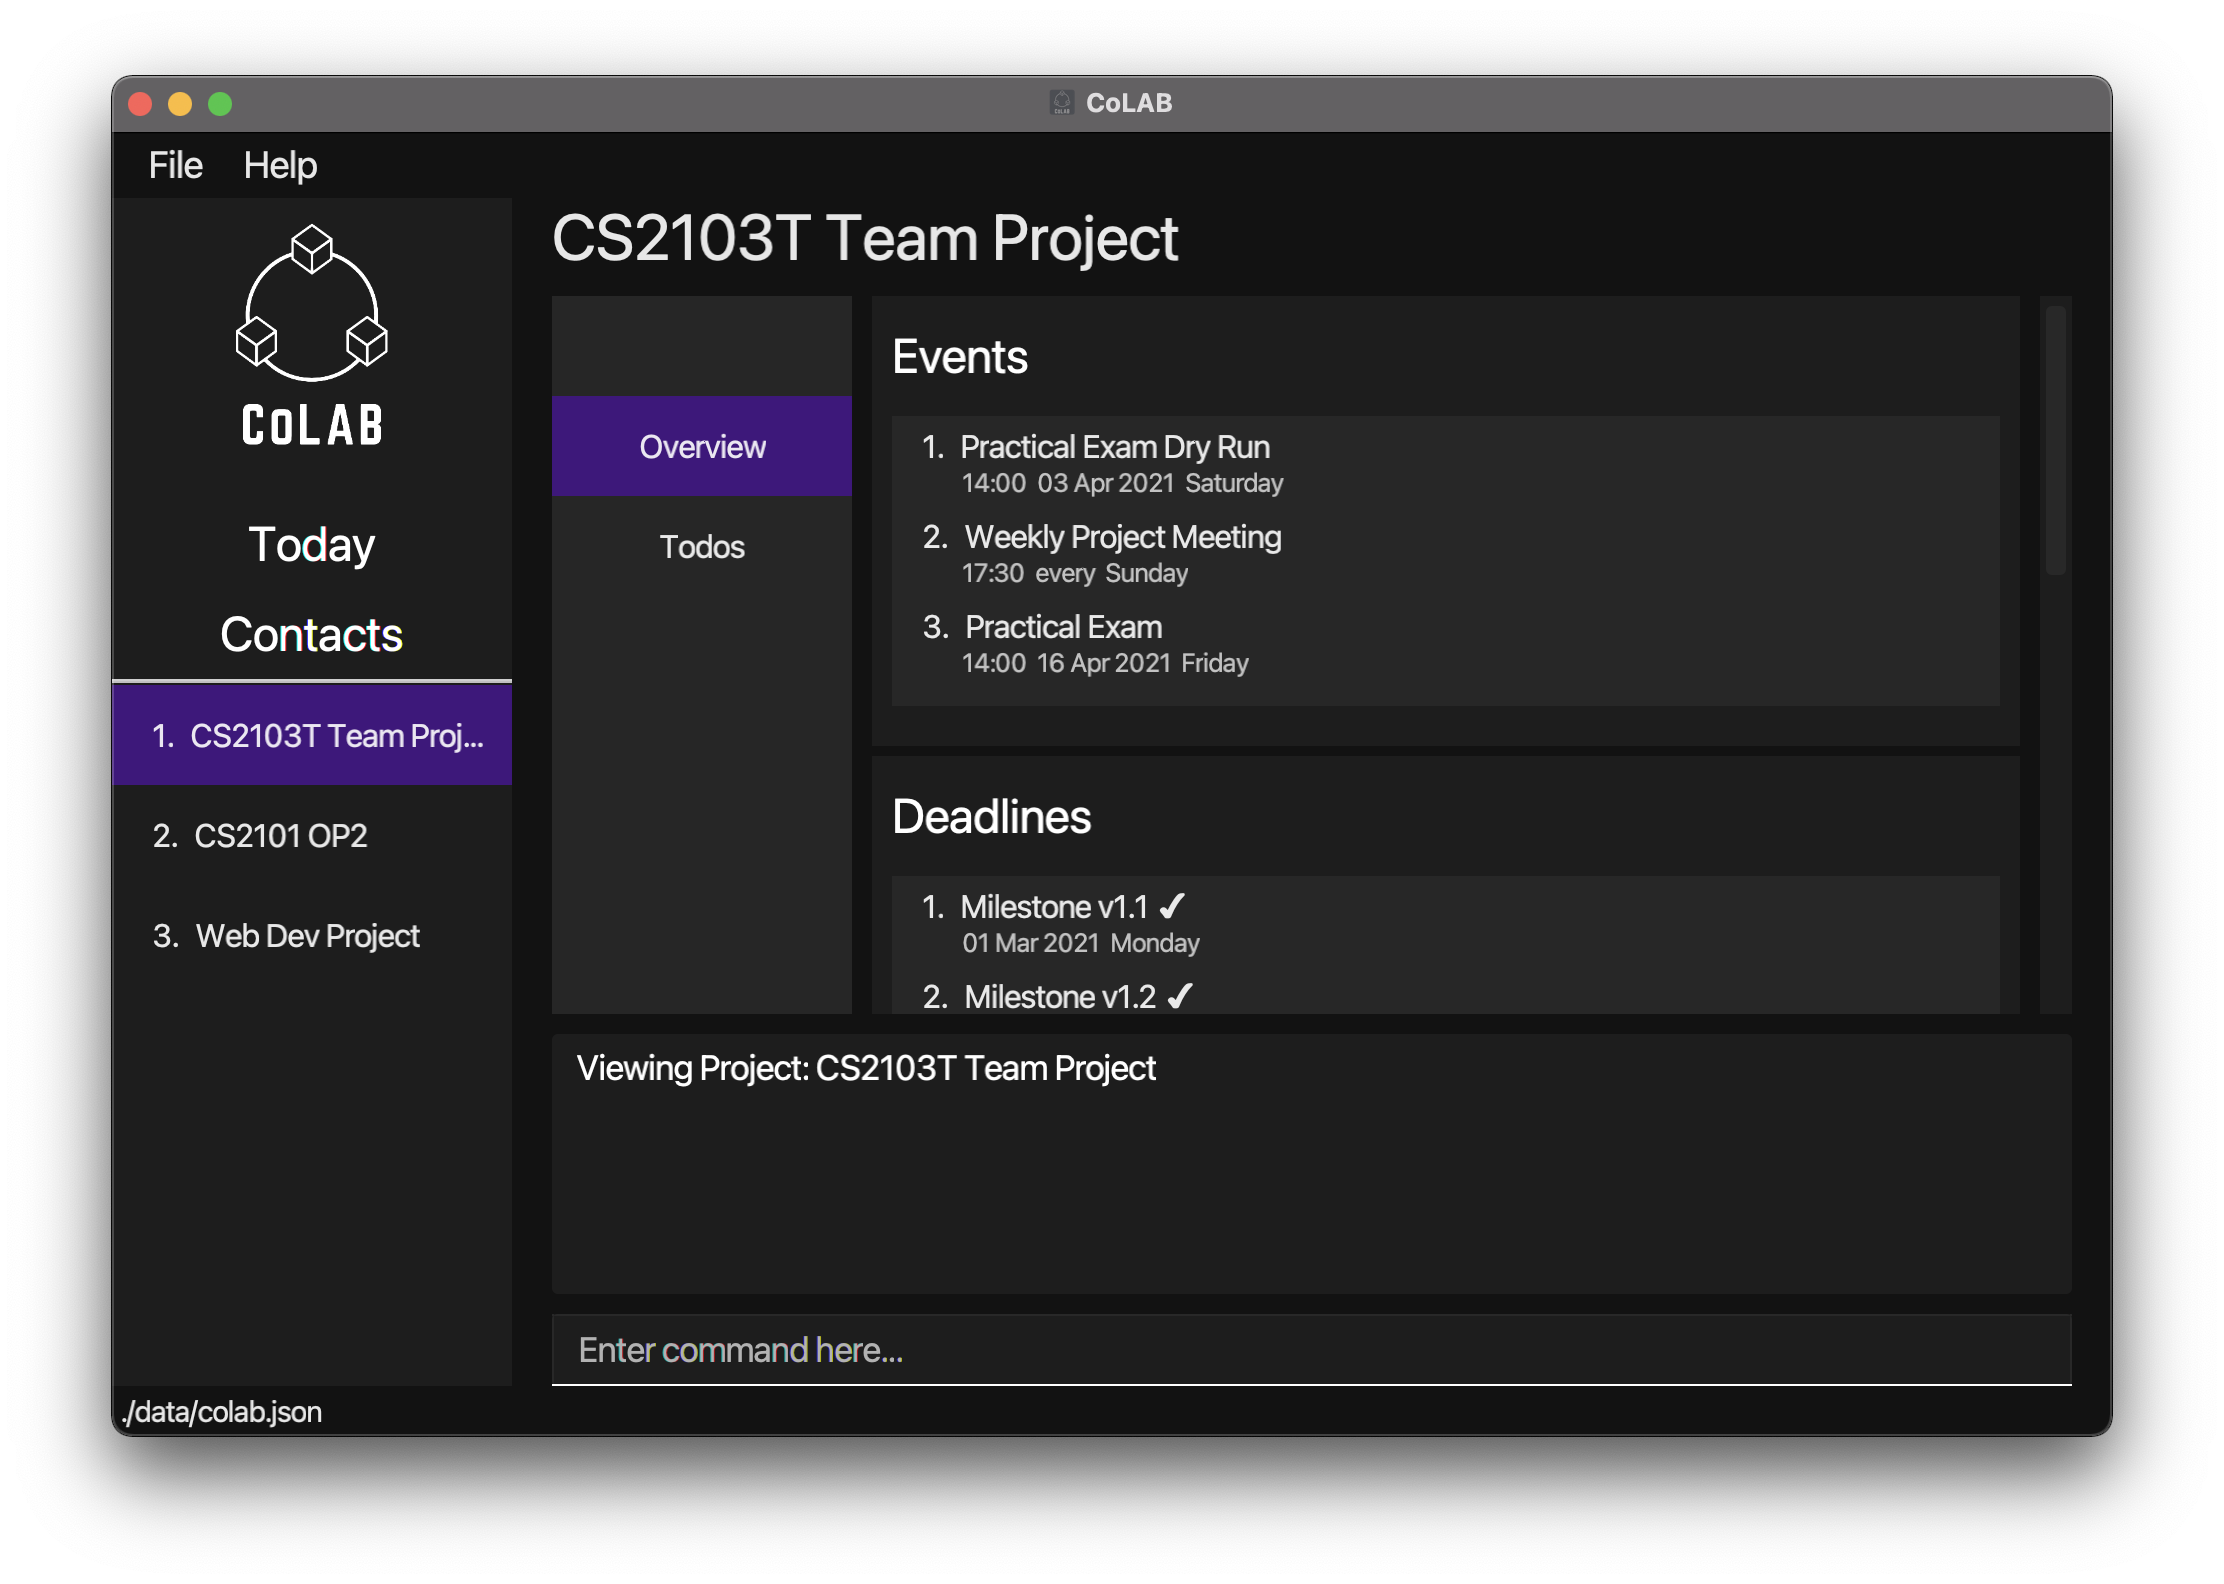 CoLAB
File Help
CoLAB
Today
Contacts
1. CS2103T Team Proj...
2. CS2101 OP2
3. Web Dev Project
CS2103T Team Project
Overview
Todos
Events
1. Practical Exam Dry Run
14:00 03 Apr 2021 Saturday
2. Weekly Project Meeting
17:30 every Sunday
3. Practical Exam
14:00 16 Apr 2021 Friday
Deadlines
1. Milestone v1.1 ✔
01 Mar 2021 Monday
2. Milestone v1.2 ✔
Viewing Project: CS2103T Team Project
Enter command here...
./data/colab.json